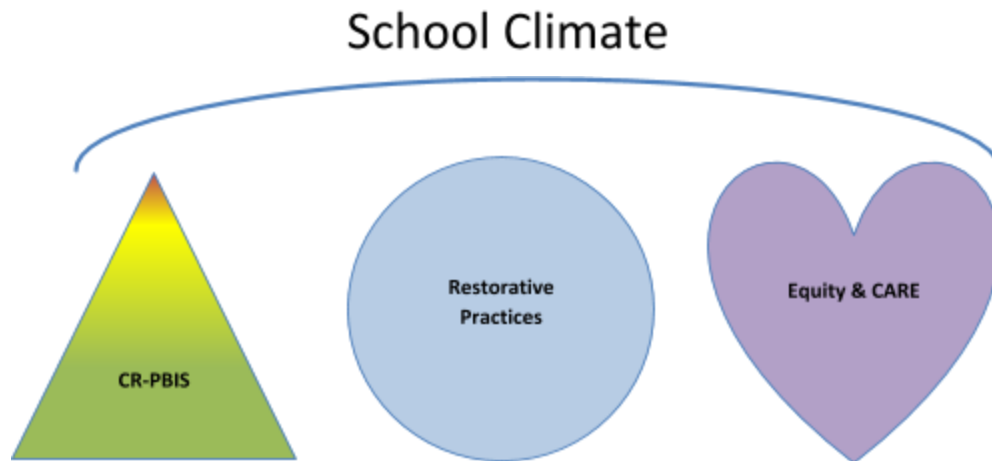 School Climate
Restorative
Practices
Equity & CARE
CR-PBIS